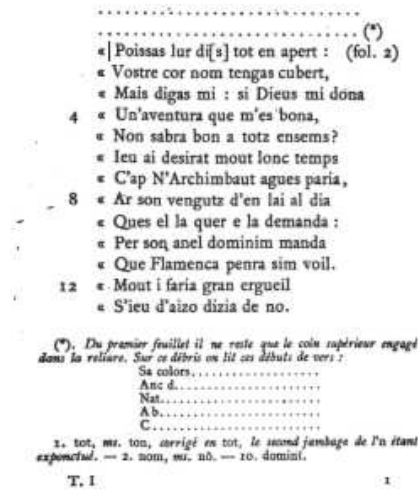 ..................................
.................................. (*)
«| Poissas lur di[s] tot en apert : (fol. 2)
« Vostre cor nom tengas cubert,
« Mais digas mi : si Dieus mi dona
4 « Un'aventura que m'es bona,
« Non sabra bon a totz ensems?
« Ieu ai desirat mout lonc temps
« C'ap N'Archimbaut agues paria,
8 « Ar son vengutz d'en lai al dia
« Ques el la quer e la demanda :
« Per son anel dominim manda
« Que Flamenca penra sim voil.
12 « Mout i faria gran ergueil
« S'ieu d'aizo dizia de no.
(*). Du premier feuillet il ne reste que le coin supérieur engagé
dans la reliure. Sur ce débris on lit ces débuts de vers :
Sa colors....................
Anc d.......................
Nat..........................
Ab...........................
C............................
1. tot, ms. ton, corrigé en tot, le second jambage de l'n étant
exponctué. — 2. nom, ms. nō. — 10. domini.
T. I 1